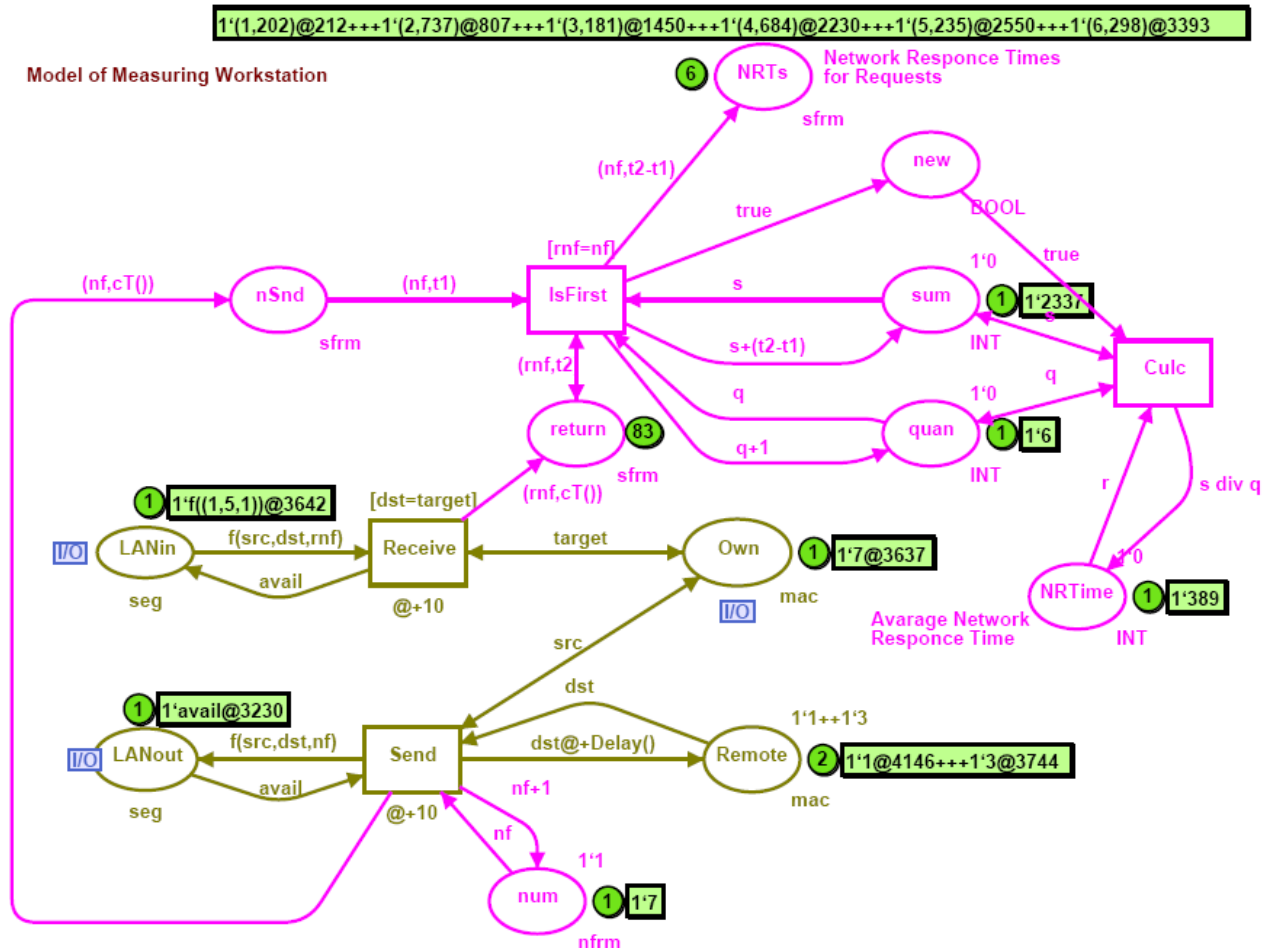 1‘(1,202)@212+++1‘(2,737)@807+++1‘(3,181)@1450+++1‘(4,684)@2230+++1‘(5,235)@2550+++1‘(6,298)@3393
Model of Measuring Workstation
6
NRTs
Network Responce Times
for Requests
sfrm
new
(nf,t2-t1)
true
BOOL
true
[rnf=nf]
(nf,cT())
nSnd
(nf,t1)
IsFirst
s
1‘0
sum
1
1‘2337
s
sfrm
s+(t2-t1)
INT
(rnf,t2
Culc
q
q
1‘0
return
83
quan
1
1‘6
q+1
sfrm
INT
(rnf,cT())
r
s div q
1
1‘f((1,5,1))@3642
[dst=target]
I/O
LANin
f(src,dst,rnf)
Receive
target
Own
1
1‘7@3637
avail
1‘0
seg
@+10
mac
I/O
NRTime
1
1‘389
Avarage Network
Responce Time
INT
src
dst
1
1‘avail@3230
1‘1++1‘3
I/O
LANout
f(src,dst,nf)
Send
dst@+Delay()
Remote
2
1‘1@4146+++1‘3@3744
avail
nf+1
seg
@+10
mac
nf
1‘1
num
1
1‘7
nfrm